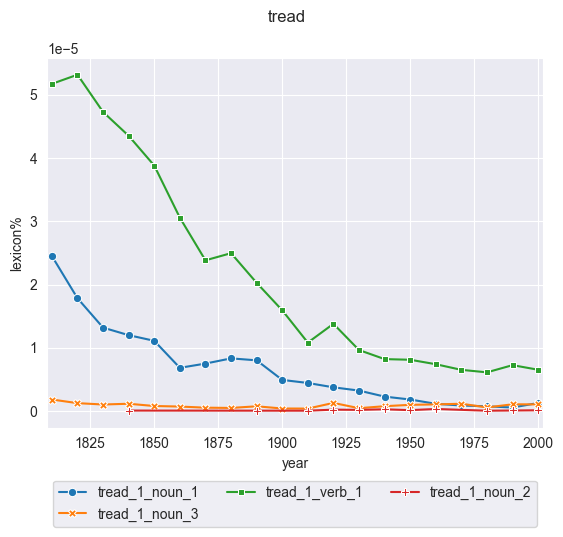 tread
1e−5
5
4
3
2
1
0
lexicon%
1825 1850 1875 1900 1925 1950 1975 2000
year
tread_1_noun_1 tread_1_verb_1 tread_1_noun_2
tread_1_noun_3